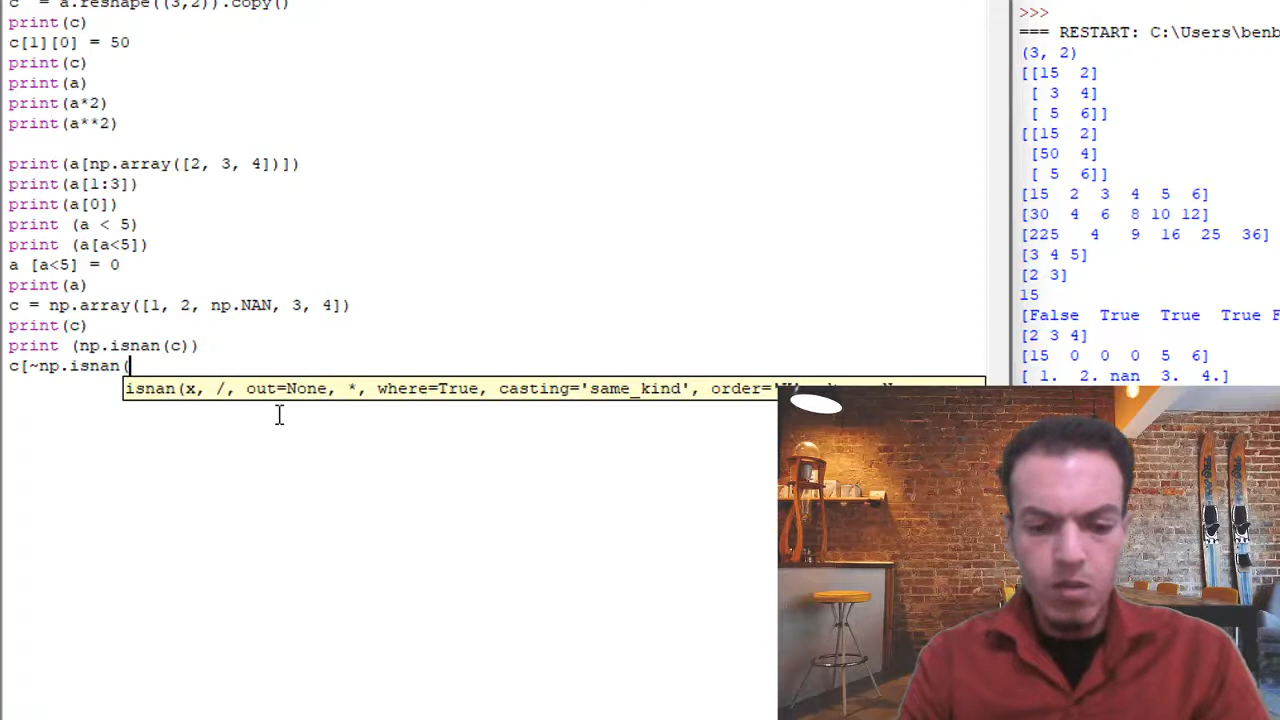 c = a.reshape((3,2)).copy()
print(c)
c[1][0] = 50
print(c)
print(a)
print(a*2)
print(a**2)
print(a[np.array([2, 3, 4])])
print(a[1:3])
print(a[0])
print (a < 5)
print (a[a<5])
a [a<5] = 0
print(a)
c = np.array([1, 2, np.NAN, 3, 4])
print(c)
print (np.isnan(c))
c[~np.isnan(
isnan(x, /, out=None, *, where=True, casting='same_kind',
>>>
=== RESTART: C:\Users\benb
(3, 2)
[[15 2]
[ 3 4]
[ 5 6]]
[[15 2]
[50 4]
[ 5 6]]
[15 2 3 4 5 6]
[30 4 6 8 10 12]
[225 4 9 16 25 36]
[3 4 5]
[2 3]
15
[False True True True F
[2 3 4]
[15 0 0 0 5 6]
[ 1. 2. nan 3. 4.]